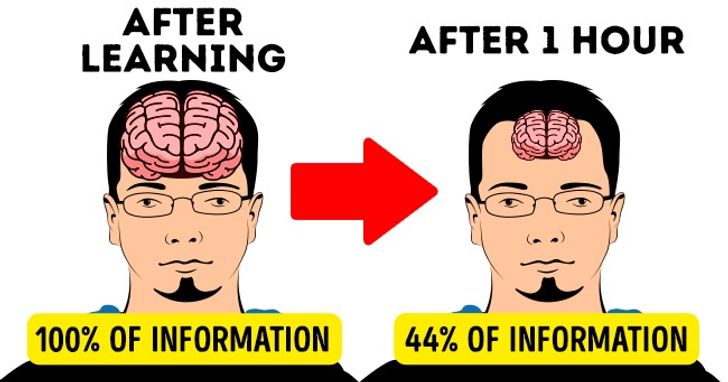 AFTER
LEARNING
AFTER 1 HOUR
100% OF INFORMATION
44% OF INFORMATION